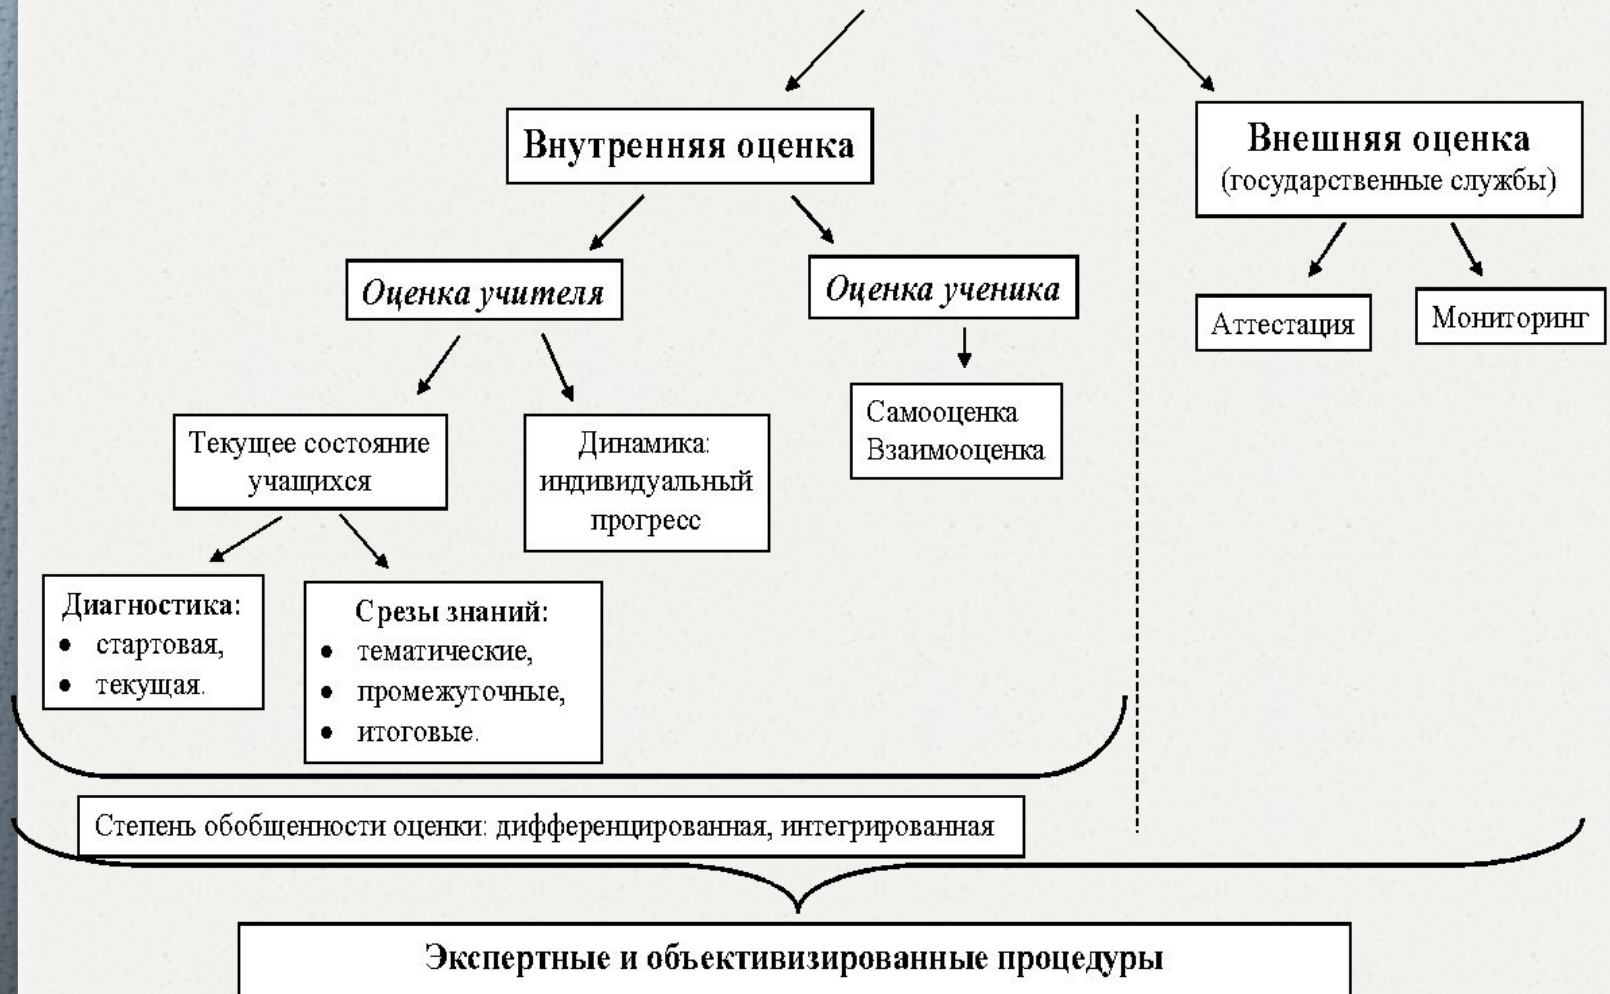 Внутренняя оценка
Внешняя оценка
(государственные службы)
Оценка учителя
Оценка ученика
Аттестация
Мониторинг
Текущее состояние
учащихся
Динамика:
индивидуальный
прогресс
Самооценка
Взаимооценка
Диагностика:
• стартовая,
• текущая.
Срезы знаний:
• тематические,
• промежуточные,
• итоговые.
Степень обобщенности оценки: дифференцированная, интегрированная
Экспертные и объективизированные процедуры